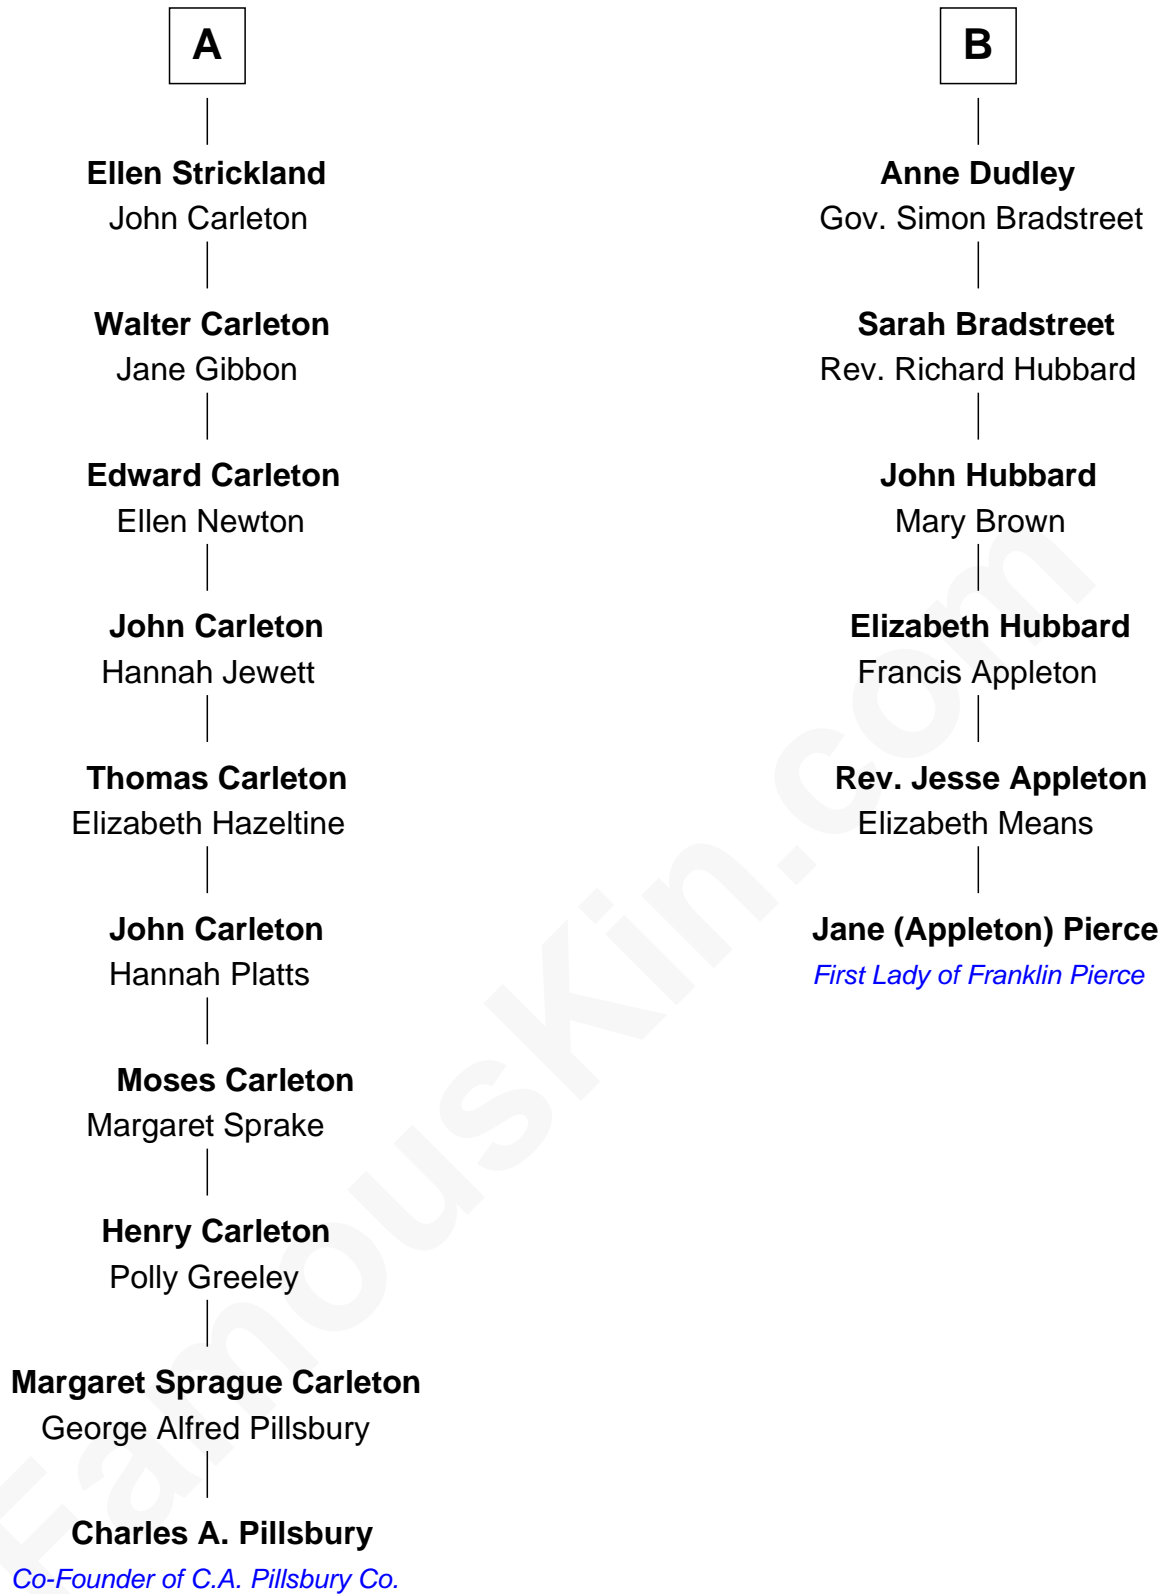 A
Ellen Strickland
John Carleton
Walter Carleton
Jane Gibbon
Edward Carleton
Ellen Newton
John Carleton
Hannah Jewett
Thomas Carleton
Elizabeth Hazeltine
John Carleton
Hannah Platts
Moses Carleton
Margaret Sprake
Henry Carleton
Polly Greeley
Margaret Sprague Carleton
George Alfred Pillsbury
Charles A. Pillsbury
Co-Founder of C.A. Pillsbury Co.
B
Anne Dudley
Gov. Simon Bradstreet
Sarah Bradstreet
Rev. Richard Hubbard
John Hubbard
Mary Brown
Elizabeth Hubbard
Francis Appleton
Rev. Jesse Appleton
Elizabeth Means
Jane (Appleton) Pierce
First Lady of Franklin Pierce
FamousKin.com